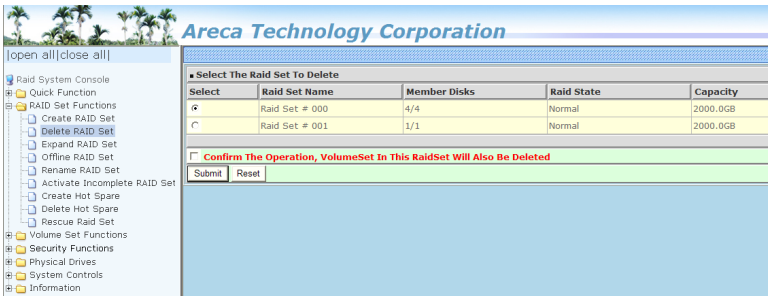 Areca Technology Corporation
|open all|close all|
Raid System Console
Quick Function
RAID Set Functions
Create RAID Set
Delete RAID Set
Expand RAID Set
Offline RAID Set
Rename RAID Set
Activate Incomplete RAID Set
Create Hot Spare
Delete Hot Spare
Rescue Raid Set
Volume Set Functions
Security Functions
Physical Drives
System Controls
Information
Select The Raid Set To Delete
Select Raid Set Name Member Disks Raid State Capacity
Raid Set # 000 4/4 Normal 2000.0GB
Raid Set # 001 1/1 Normal 2000.0GB
Confirm The Operation, VolumeSet In This RaidSet Will Also Be Deleted
Submit Reset